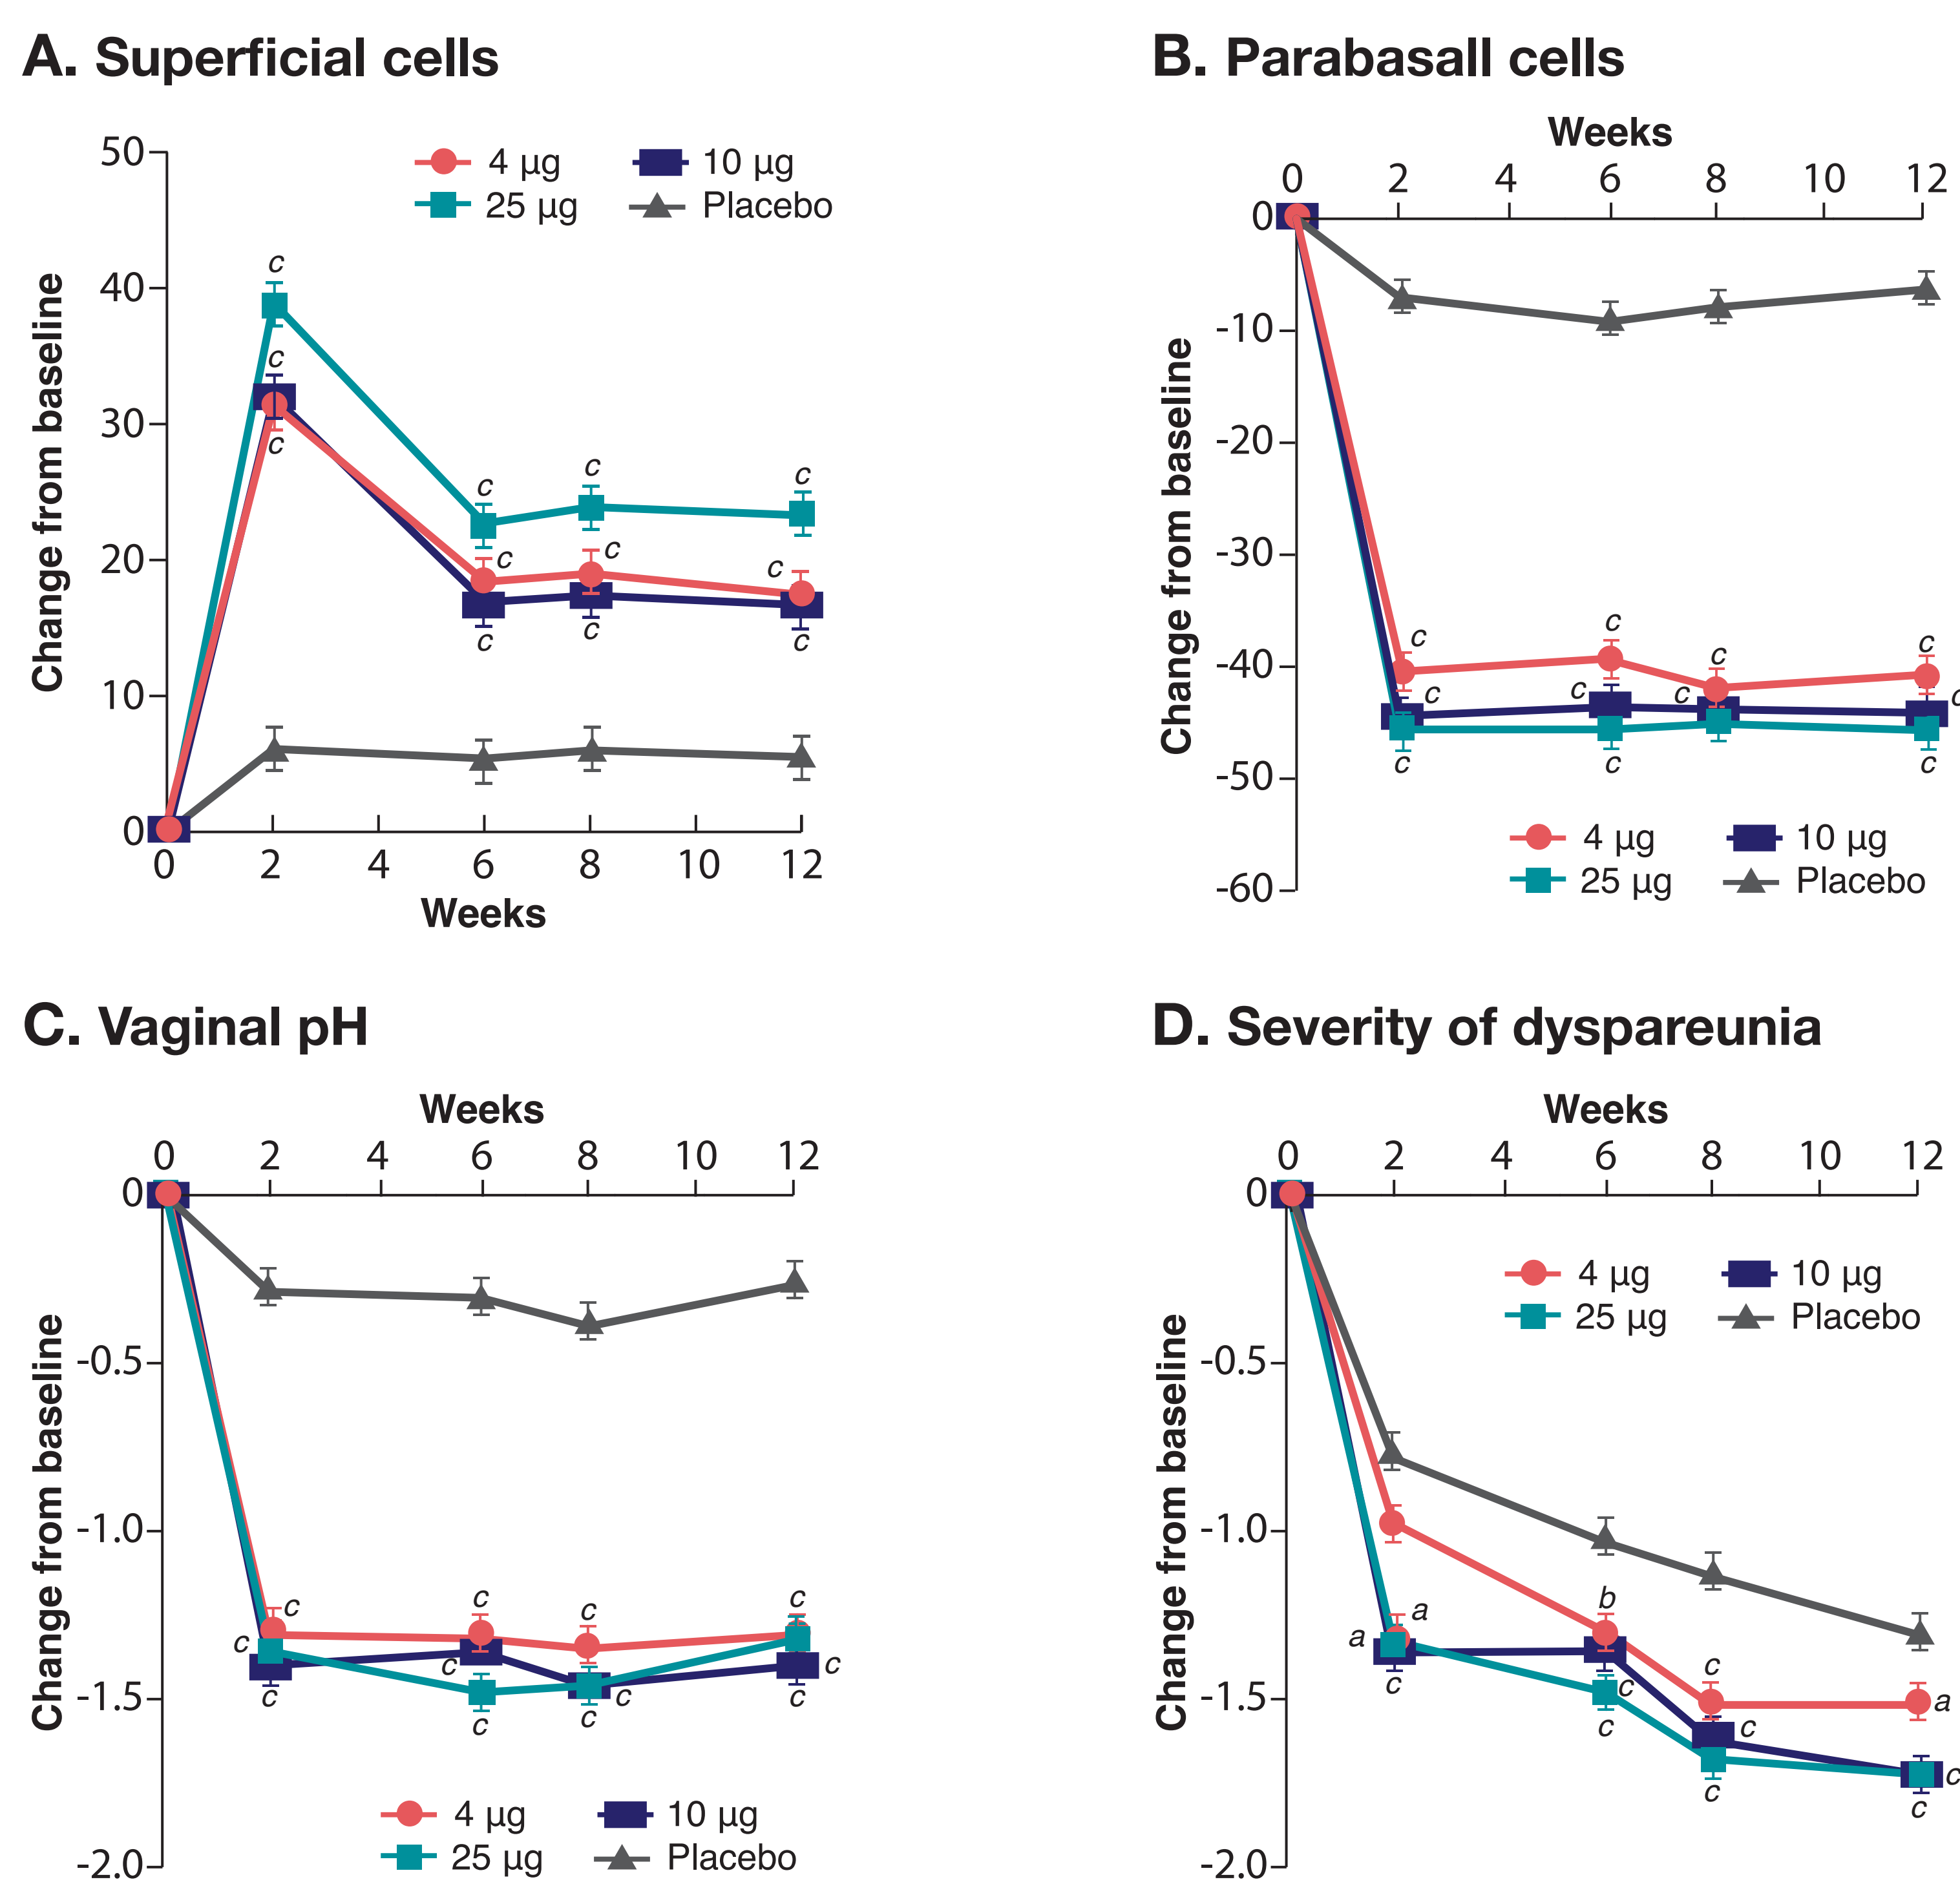 A. Superficial cells
50
40
30
20
10
0
Change from baseline
4 µg
10 µg
25 µg
Placebo
c
c
c
c
c
c
c
c
c
c
c
c
0 2 4 6 8 10 12
Weeks
B. Parabasall cells
Weeks
0 2 4 6 8 10 12
0
-10
-20
-30
-40
-50
-60
Change from baseline
c
c
c
c
c
c
c
c
c
c
c
4 µg
10 µg
25 µg
Placebo
C. Vaginal pH
Weeks
0 2 4 6 8 10 12
0
-0.5
-1.0
-1.5
-2.0
Change from baseline
c
c
c
c
c
c
c
c
c
c
c
c
4 µg
10 µg
25 µg
Placebo
D. Severity of dyspareunia
Weeks
0 2 4 6 8 10 12
0
-0.5
-1.0
-1.5
-2.0
Change from baseline
4 µg
10 µg
25 µg
Placebo
a
a
c
b
c
c
c
c
c
a
c
c